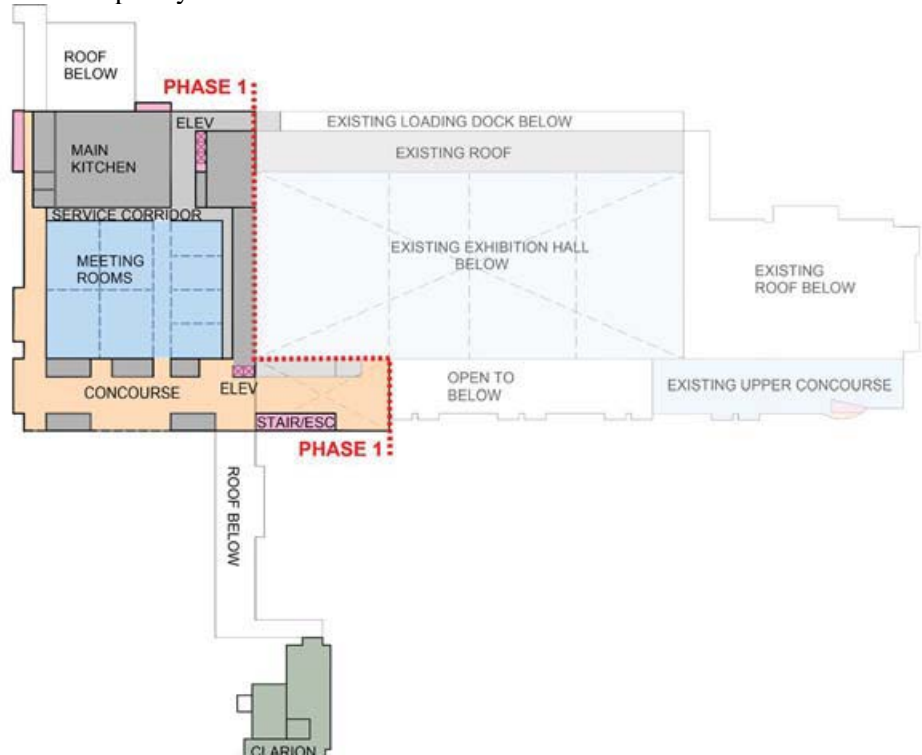 ROOF
BELOW
PHASE 1
ELEV
EXISTING LOADING DOCK BELOW
MAIN
KITCHEN
EXISTING ROOF
SERVICE CORRIDOR
MEETING
ROOMS
EXISTING EXHIBITION HALL
BELOW
EXISTING
ROOF BELOW
CONCOURSE
ELEV
OPEN TO
BELOW
EXISTING UPPER CONCOURSE
STAIR/ESC
PHASE 1
ROOF BELOW
CLARION